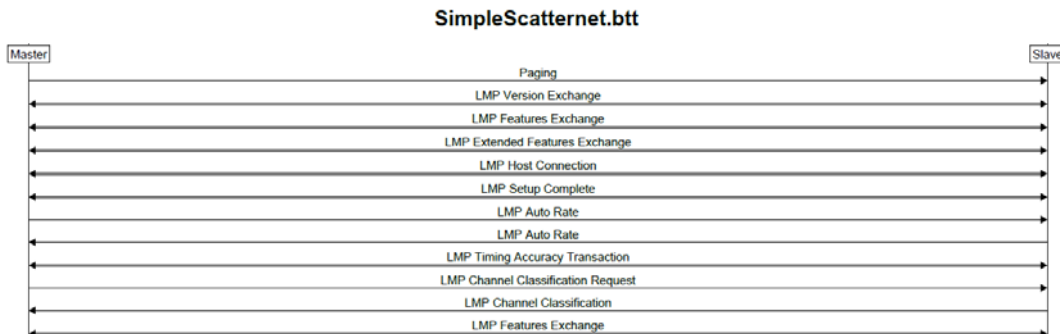 SimpleScatternet.btt
Master
Slave
Paging
LMP Version Exchange
LMP Features Exchange
LMP Extended Features Exchange
LMP Host Connection
LMP Setup Complete
LMP Auto Rate
LMP Auto Rate
LMP Timing Accuracy Transaction
LMP Channel Classification Request
LMP Channel Classification
LMP Features Exchange